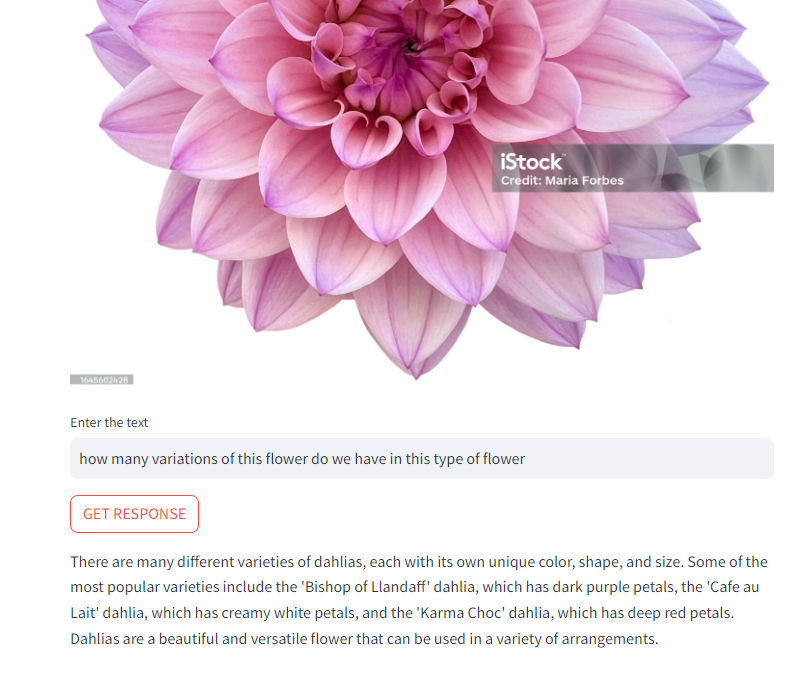 iStock
Credit: Maria Forbes
1645602428
Enter the text
how many variations of this flower do we have in this type of flower
GET RESPONSE
There are many different varieties of dahlias, each with its own unique color, shape, and size. Some of the
most popular varieties include the 'Bishop of Llandaff' dahlia, which has dark purple petals, the 'Cafe au
Lait' dahlia, which has creamy white petals, and the 'Karma Choc' dahlia, which has deep red petals.
Dahlias are a beautiful and versatile flower that can be used in a variety of arrangements.